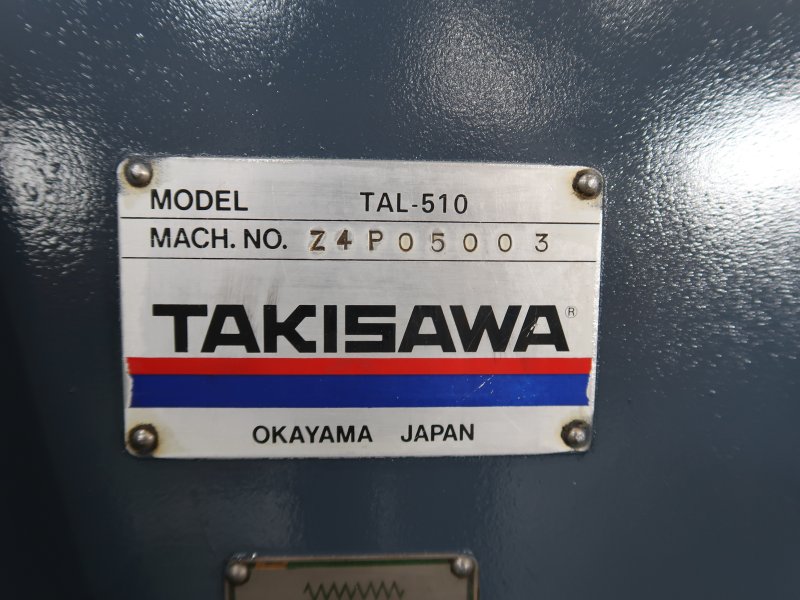 MODEL TAL-510
MACH. NO. Z4P05003
TAKISAWA®
OKAYAMA JAPAN